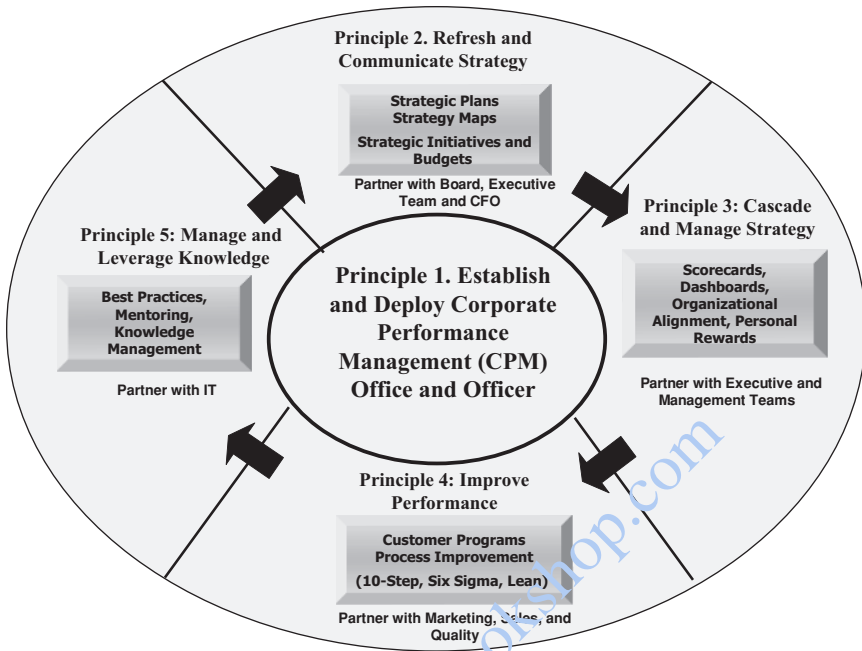 Principle 2. Refresh and
Communicate Strategy
Strategic Plans
Strategy Maps
Strategic Initiatives and
Budgets
Partner with Board, Executive
Team and CFO
Principle 3: Cascade
and Manage Strategy
Scorecards,
Dashboards,
Organizational
Alignment, Personal
Rewards
Partner with Executive and
Management Teams
Principle 5: Manage and
Leverage Knowledge
Best Practices,
Mentoring,
Knowledge
Management
Partner with IT
Principle 1. Establish
and Deploy Corporate
Performance
Management (CPM)
Office and Officer
Principle 4: Improve
Performance
Customer Programs
Process Improvement
(10-Step, Six Sigma, Lean)
Partner with Marketing, Sales, and
Quality
okshop.com